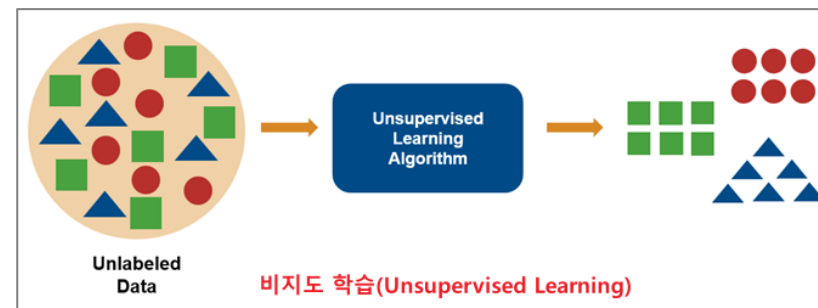 Unsupervised
Learning
Algorithm
Unlabeled
Data
비지도 학습(Unsupervised Learning)